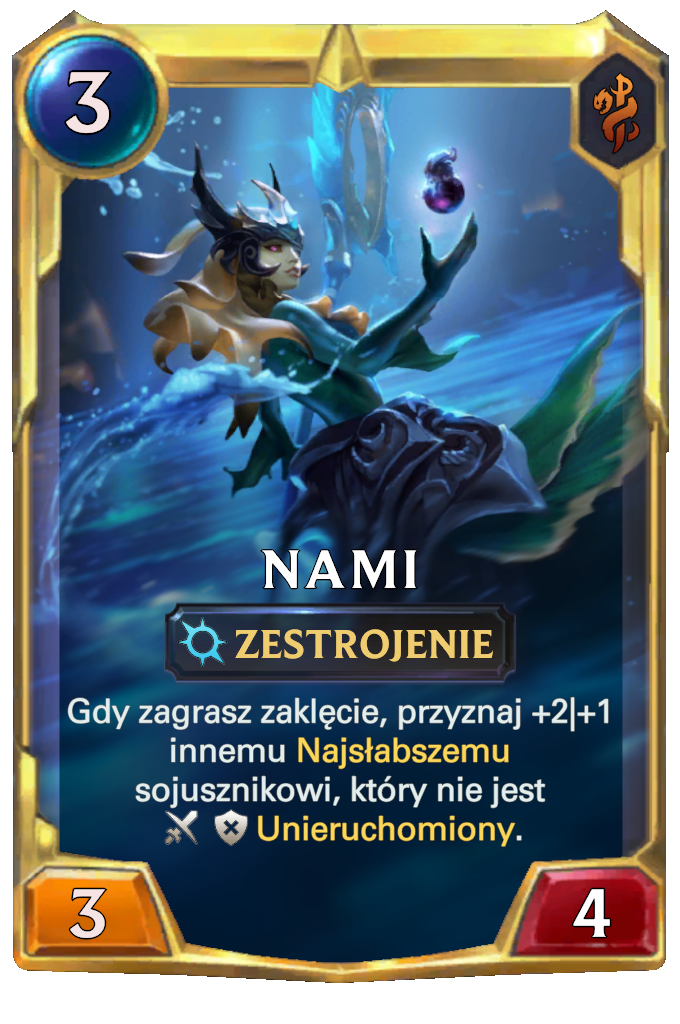 3
NAMI
ZESTROJENIE
Gdy zagrasz zaklęcie, przyznaj +2|+1
innemu Najsłabszemu
sojusznikowi, który nie jest
Unieruchomiony.
3
4